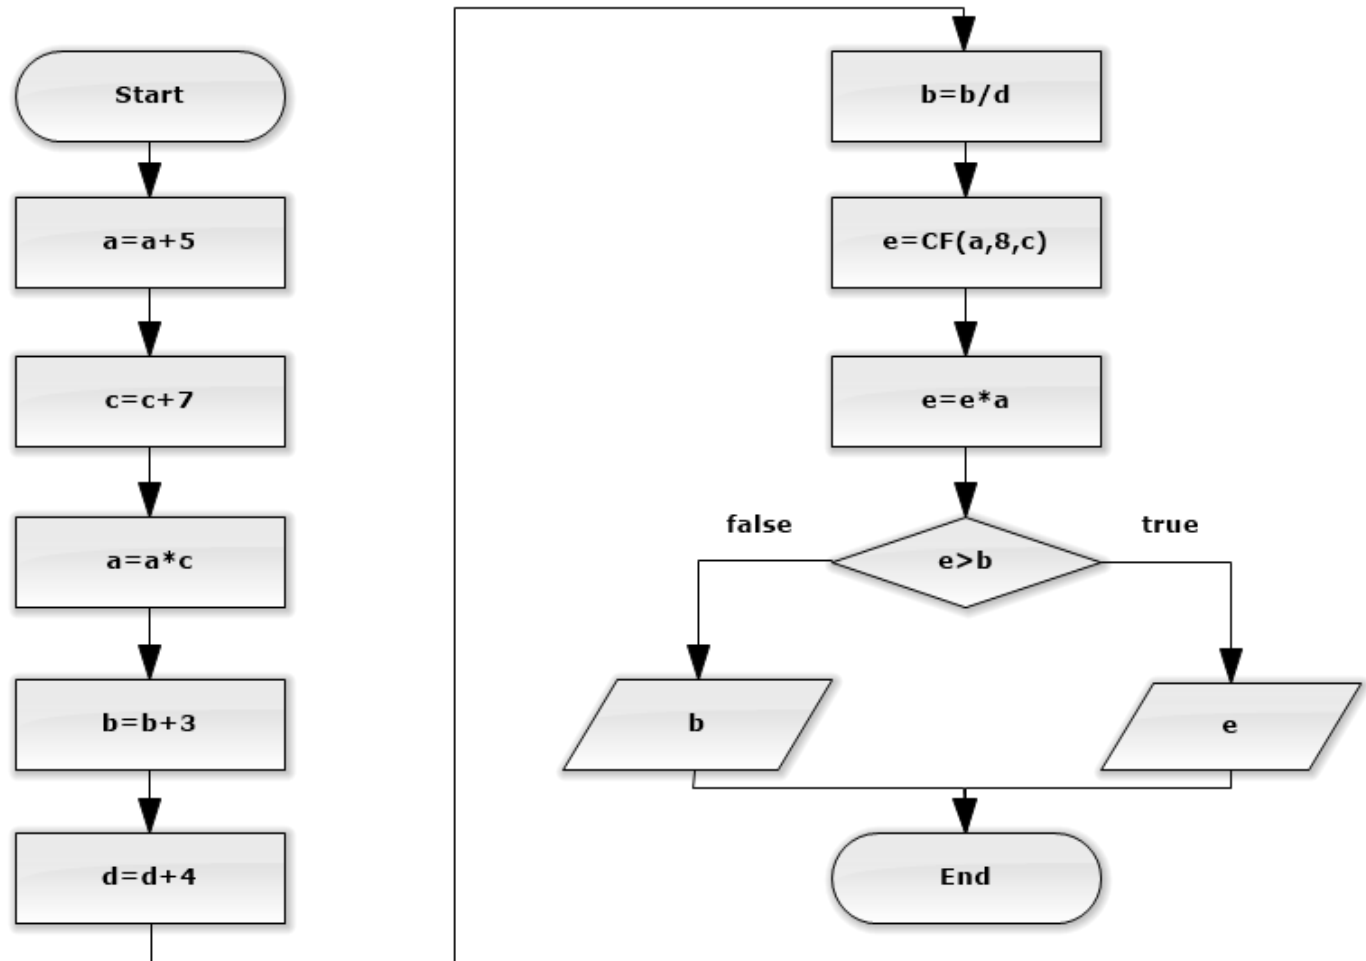 Start
a=a+5
c=c+7
a=a*c
b=b+3
d=d+4
b=b/d
e=CF(a,8,c)
e=e*a
false
true
e>b
b
e
End